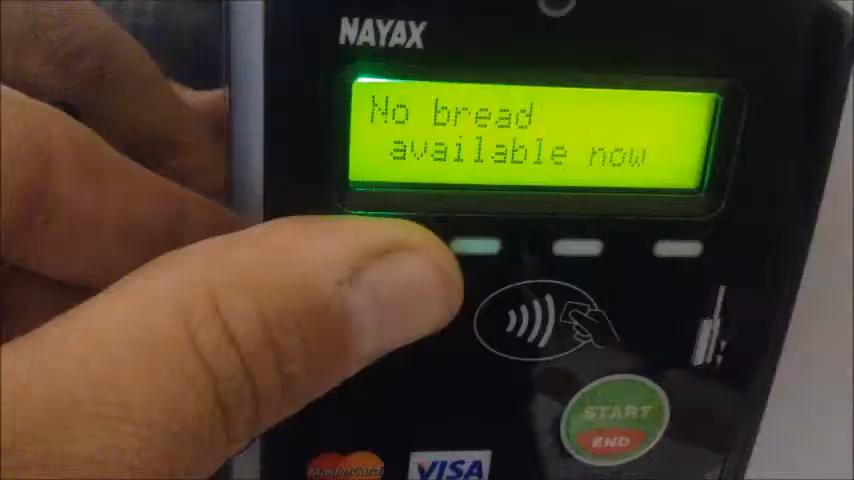 NAYAX
No bread
available now
START
END
MasterCard
VISA